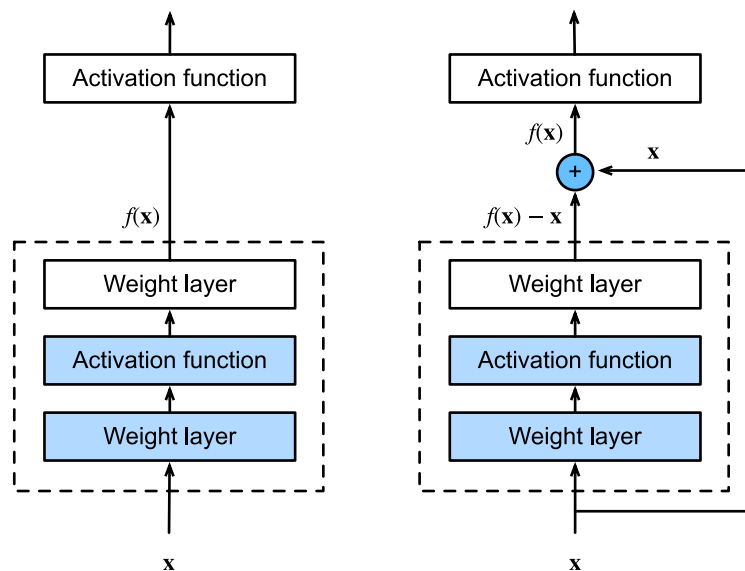 Activation function
f(x)
Weight layer
Activation function
Weight layer
x
Activation function
f(x)
x
+
f(x) − x
Weight layer
Activation function
Weight layer
x